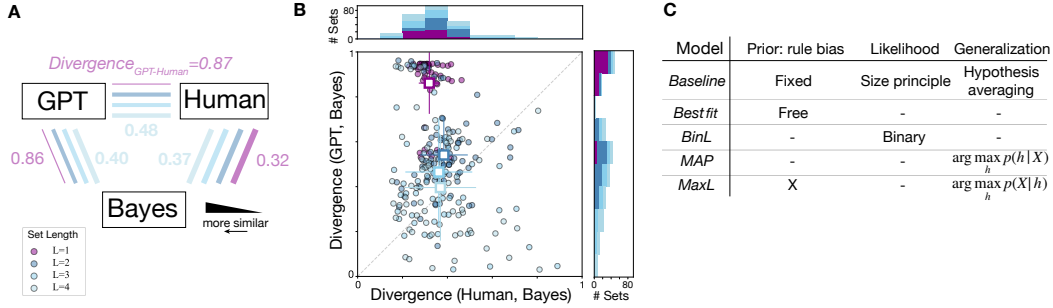 A
Divergence GPT-Human=0.87
GPT
Human
0.48
0.86
0.40
0.37
0.32
Bayes
more similar
Set Length
L=1
L=2
L=3
L=4
B
# Sets
80
0
1
Divergence (GPT, Bayes)
0
1
Divergence (Human, Bayes)
0 80
# Sets
C
Model Prior: rule bias Likelihood Generalization
Baseline Fixed Size principle Hypothesis
averaging
Best fit Free - -
BinL - Binary -
MAP - - arg max p(h|X)
h
MaxL X - arg max p(X|h)
h